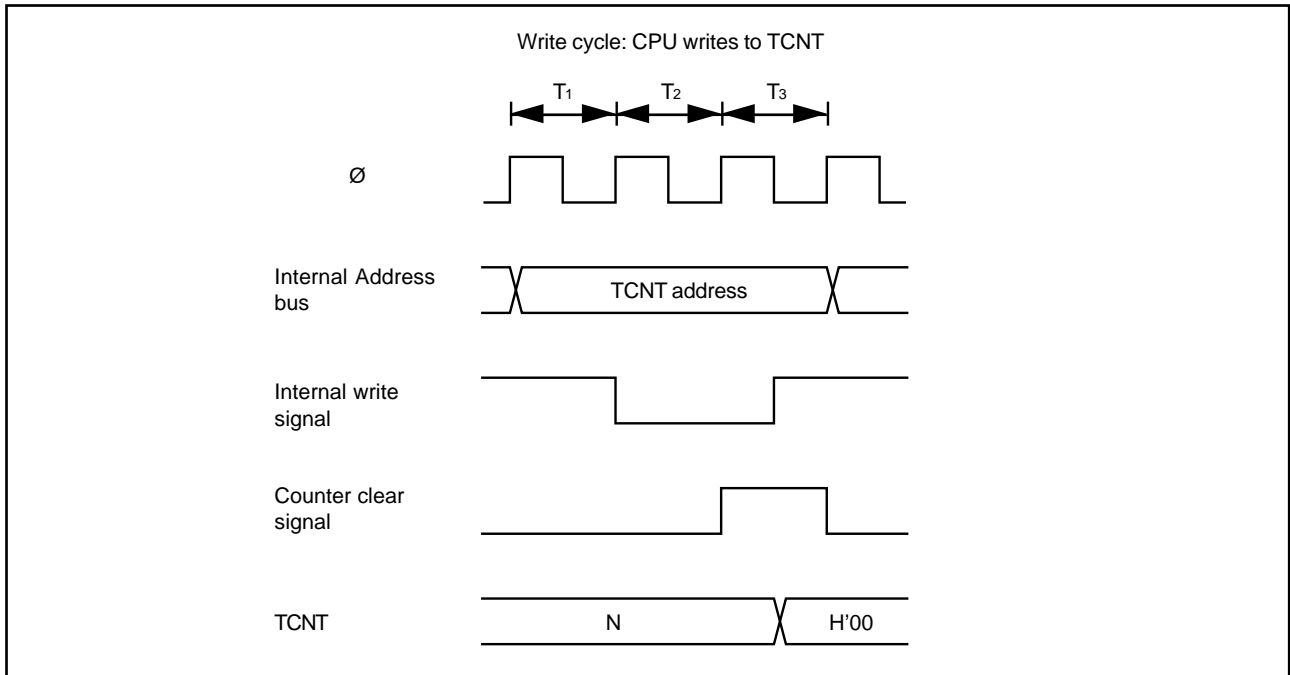 Write cycle: CPU writes to TCNT
T1 T2 T3
Ø
Internal Address
bus
TCNT address
Internal write
signal
Counter clear
signal
TCNT
N
H'00